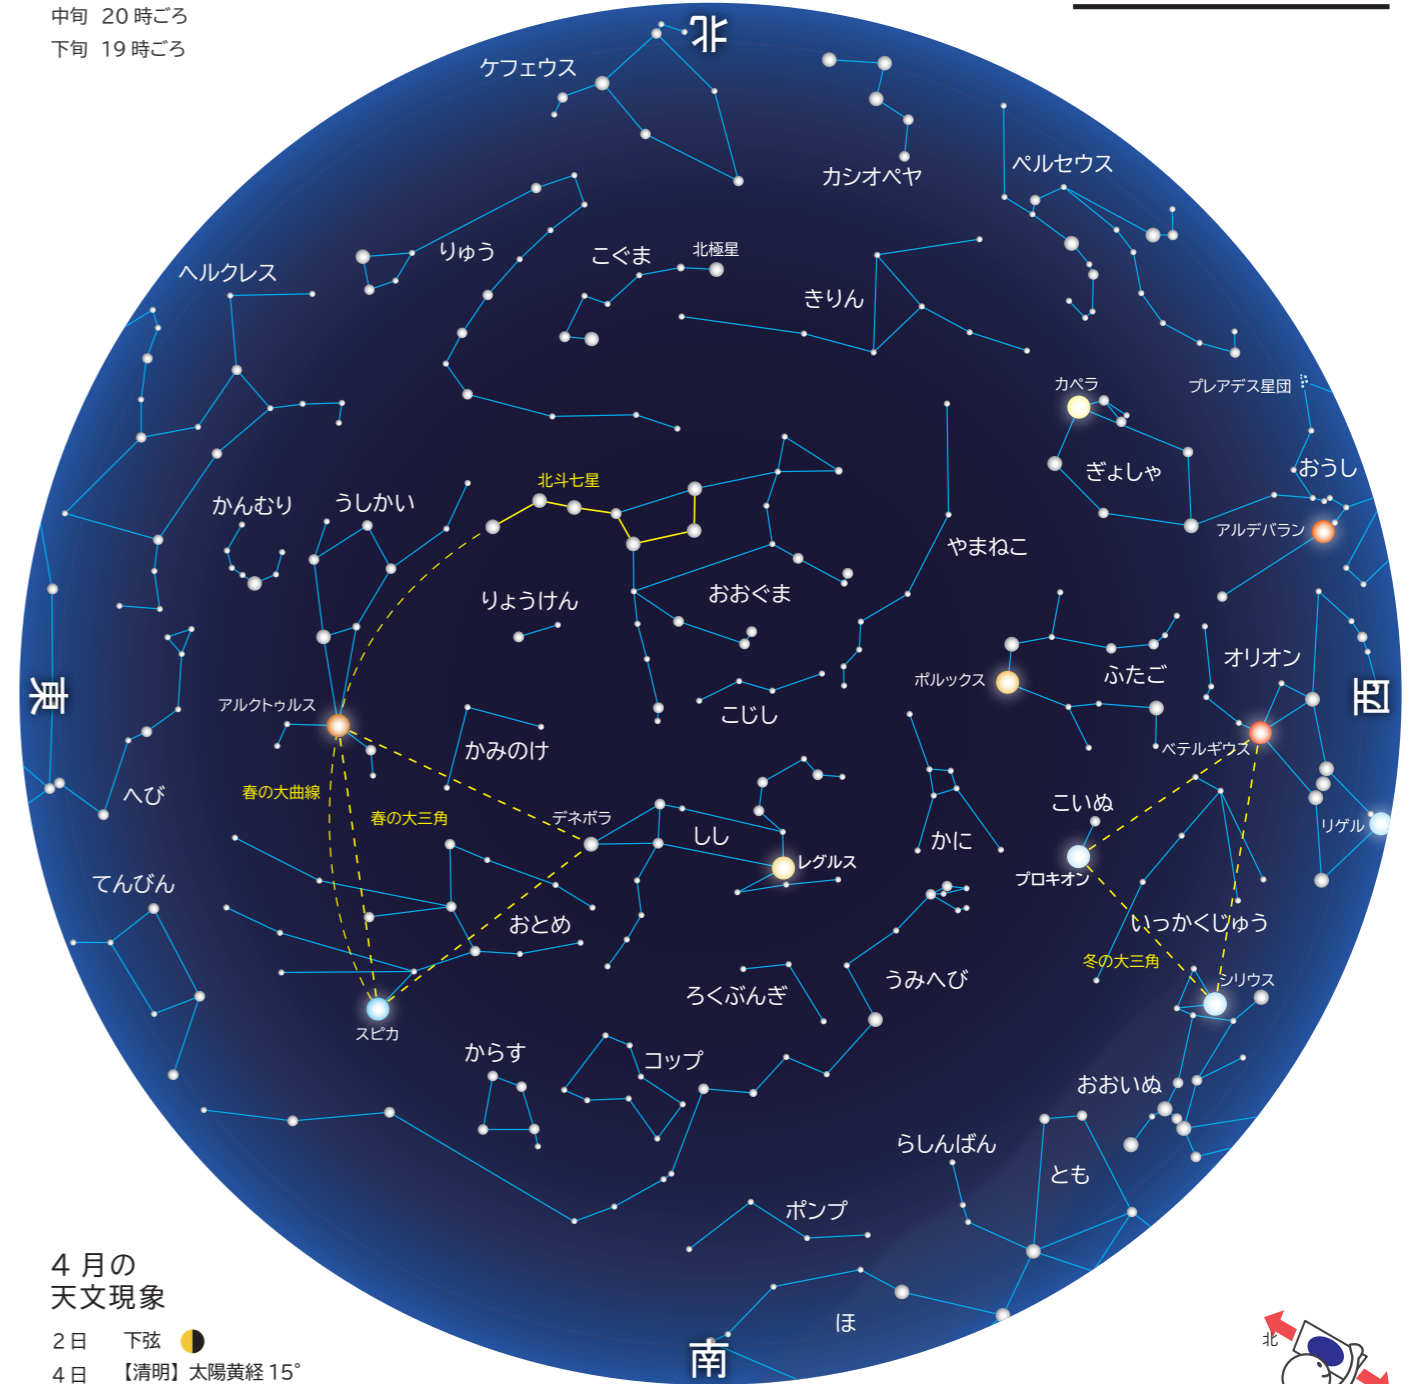 中旬 20時ごろ
下旬 19時ごろ
北
ケフェウス
カシオペヤ
ペルセウス
りゅう
こぐま
北極星
ヘルクレス
きりん
カペラ
プレアデス星団
ぎょしゃ
おうし
北斗七星
かんむり
うしかい
アルデバラン
やまねこ
りょうけん
おおぐま
オリオン
ふたご
ポルックス
東
西
アルクトゥルス
こじし
かみのけ
ベテルギウス
春の大曲線
へび
春の大三角
デネボラ
しし
こいぬ
リゲル
かに
レグルス
プロキオン
てんびん
おとめ
いっかくじゅう
冬の大三角
うみへび
シリウス
ろくぶんぎ
スピカ
からす
コップ
おおいぬ
らしんばん
とも
ポンプ
ほ
南
4月の
天文現象
2日 下弦
4日 【清明】太陽黄経15°
北